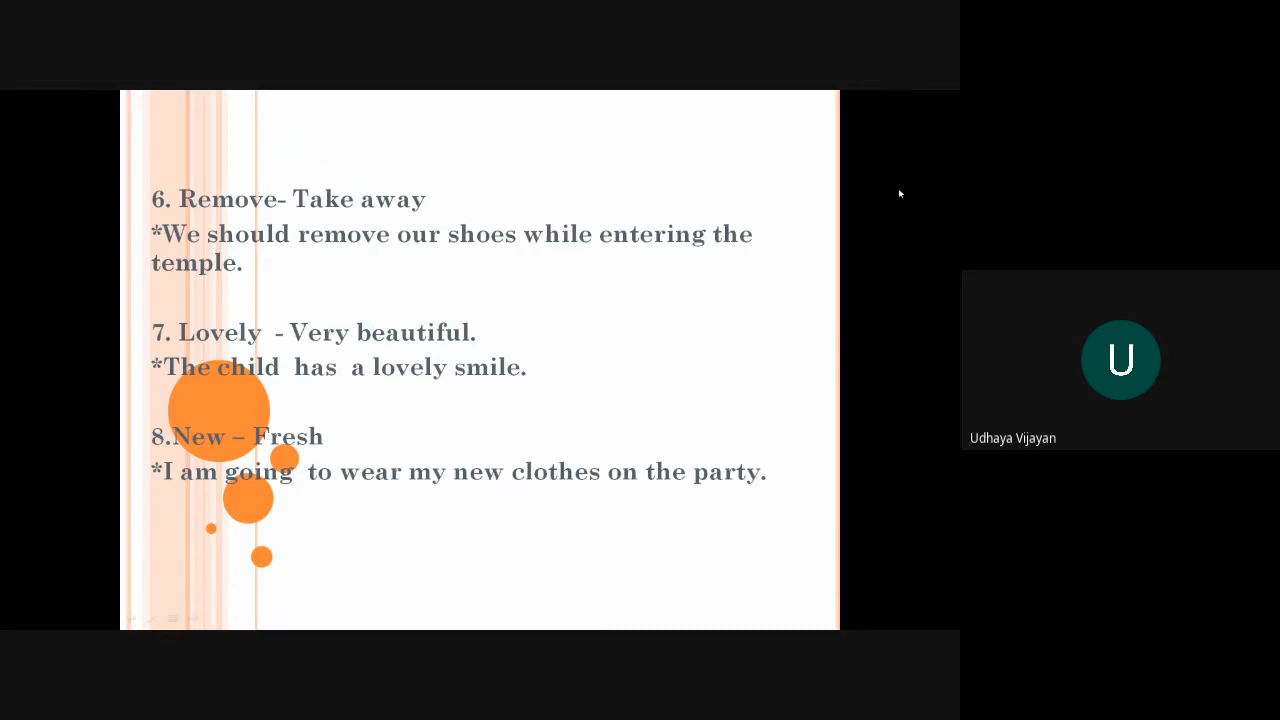 6. Remove- Take away
*We should remove our shoes while entering the
temple.
7. Lovely - Very beautiful.
*The child has a lovely smile.
8.New – Fresh
*I am going to wear my new clothes on the party.
U
Udhaya Vijayan